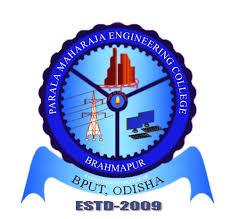 PARALA MAHARAJA ENGINEERING COLLEGE
BRAHMAPUR
BPUT, ODISHA
ESTD-2009